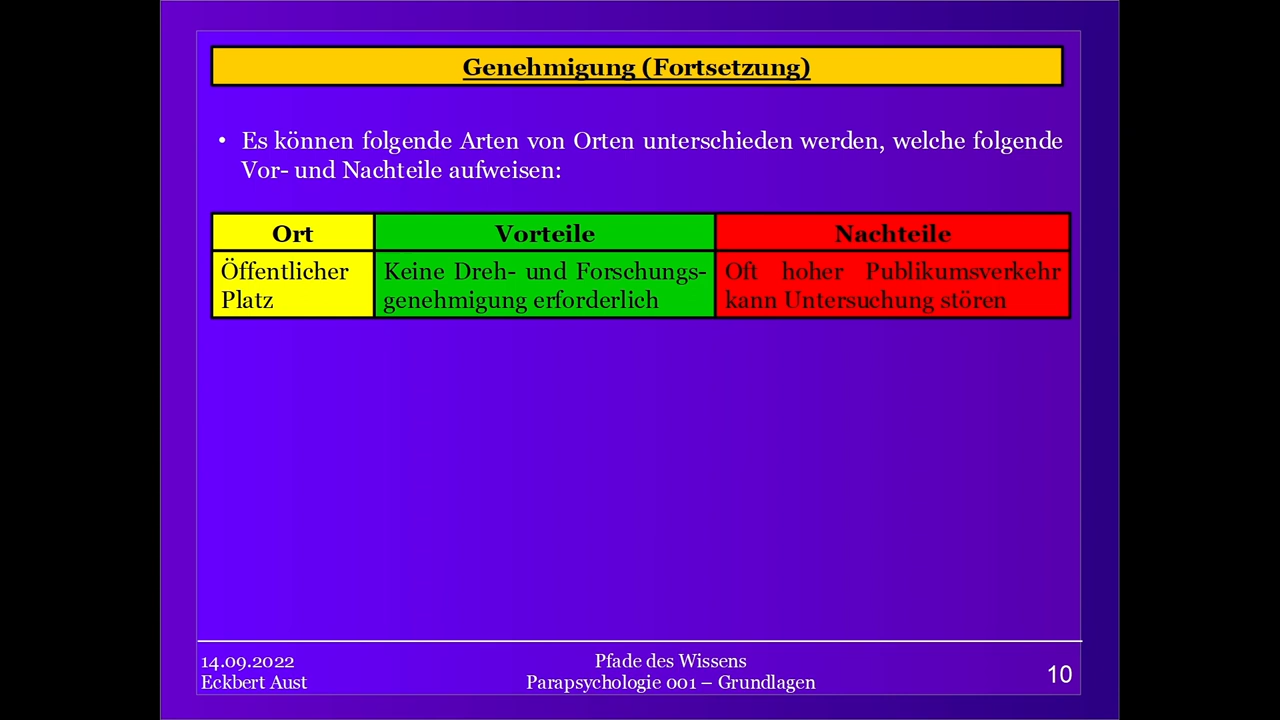 Genehmigung (Fortsetzung)
• Es können folgende Arten von Orten unterschieden werden, welche folgende
Vor- und Nachteile aufweisen:
Ort Vorteile Nachteile
Öffentlicher Keine Dreh- und Forschungs- Oft hoher Publikumsverkehr
Platz genehmigung erforderlich kann Untersuchung stören
14.09.2022 Pfade des Wissens
Eckbert Aust Parapsychologie 001 – Grundlagen 10